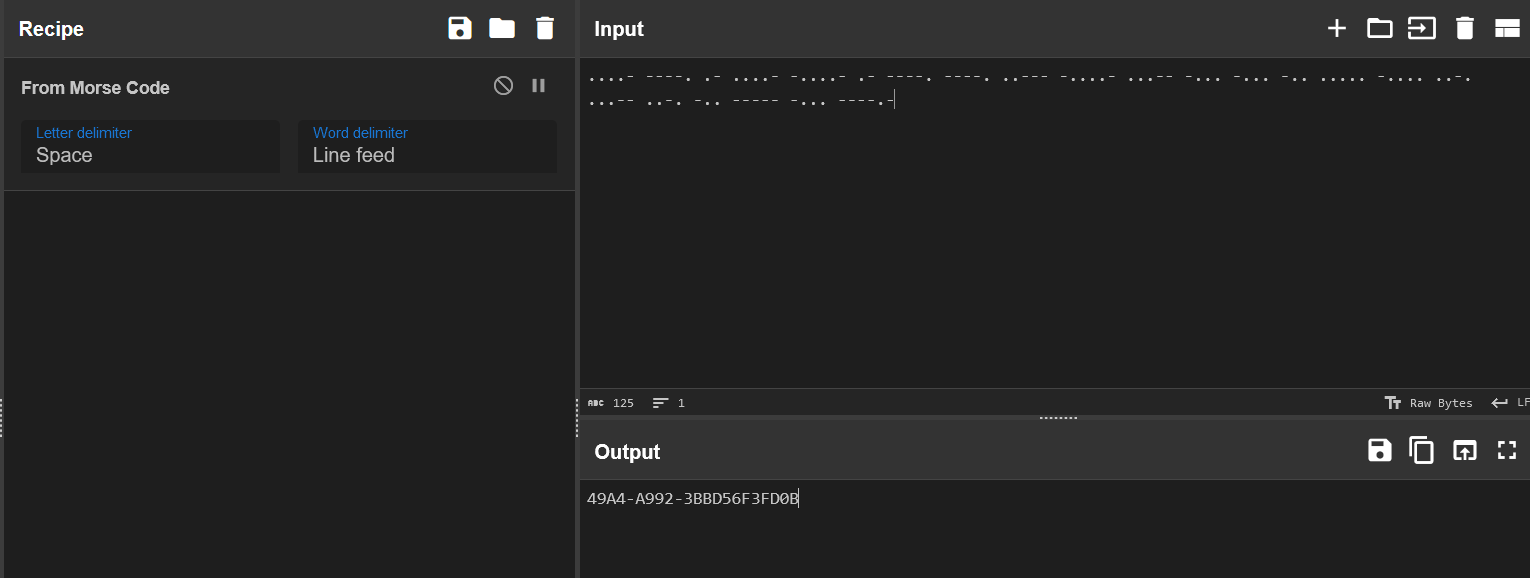 Recipe
Input
From Morse Code
Letter delimiter
Space
Word delimiter
Line feed
....- ----. .- ....- -....- .- ----. ----. ..--- -....- ...-- -... -... -.. ..... -.... ..-.
...-- ..-. -.. ----- -... ----.-
ABC 125 1
Raw Bytes LF
Output
49A4-A992-3BBD56F3FD0B